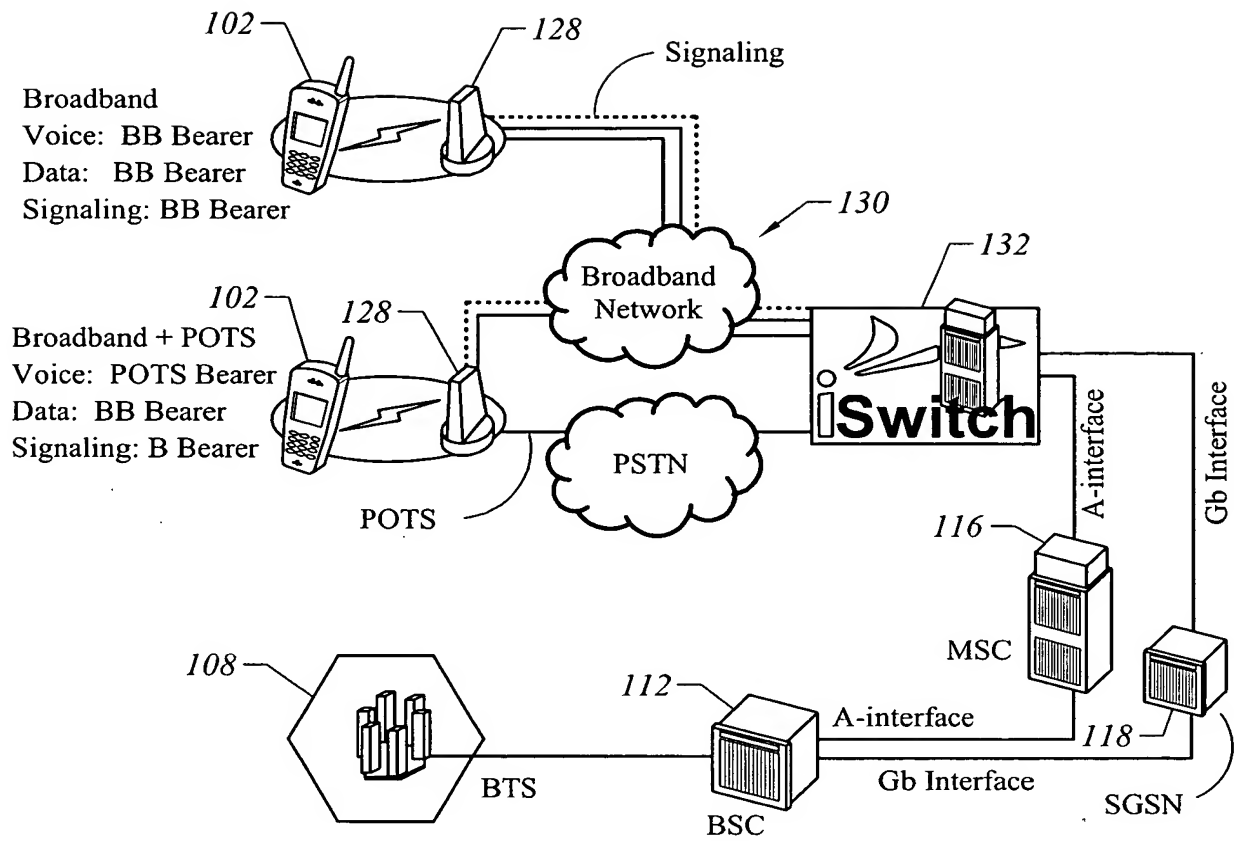 102
128
Signaling
Broadband
Voice: BB Bearer
Data: BB Bearer
Signaling: BB Bearer
130
132
Broadband
Network
102
128
Broadband + POTS
Voice: POTS Bearer
Data: BB Bearer
Signaling: B Bearer
iSwitch
PSTN
POTS
A-interface
Gb Interface
116
MSC
108
112
A-interface
118
BTS
Gb Interface
BSC
SGSN